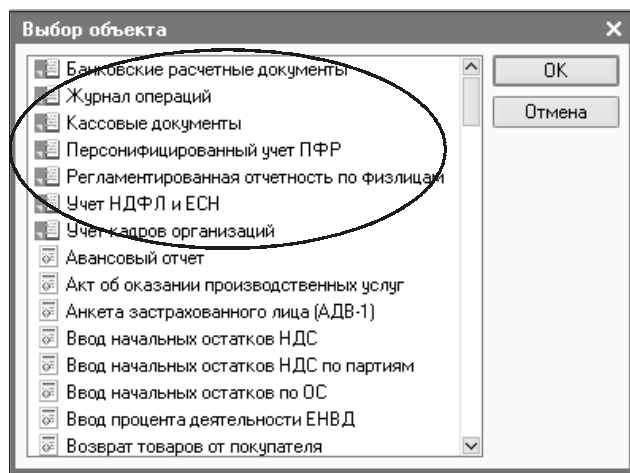 Выбор объекта
Банковские расчетные документы
OK
Журнал операций
Кассовые документы
Отмена
Персонифицированный учет ПФР
Регламентированная отчетность по физлицам
Учет НДФЛ и ЕСН
Учет кадров организаций
Авансовый отчет
Акт об оказании производственных услуг
Анкета застрахованного лица (АДВ-1)
Ввод начальных остатков НДС
Ввод начальных остатков НДС по партиям
Ввод начальных остатков по ОС
Ввод процента деятельности ЕНВД
Возврат товаров от покупателя